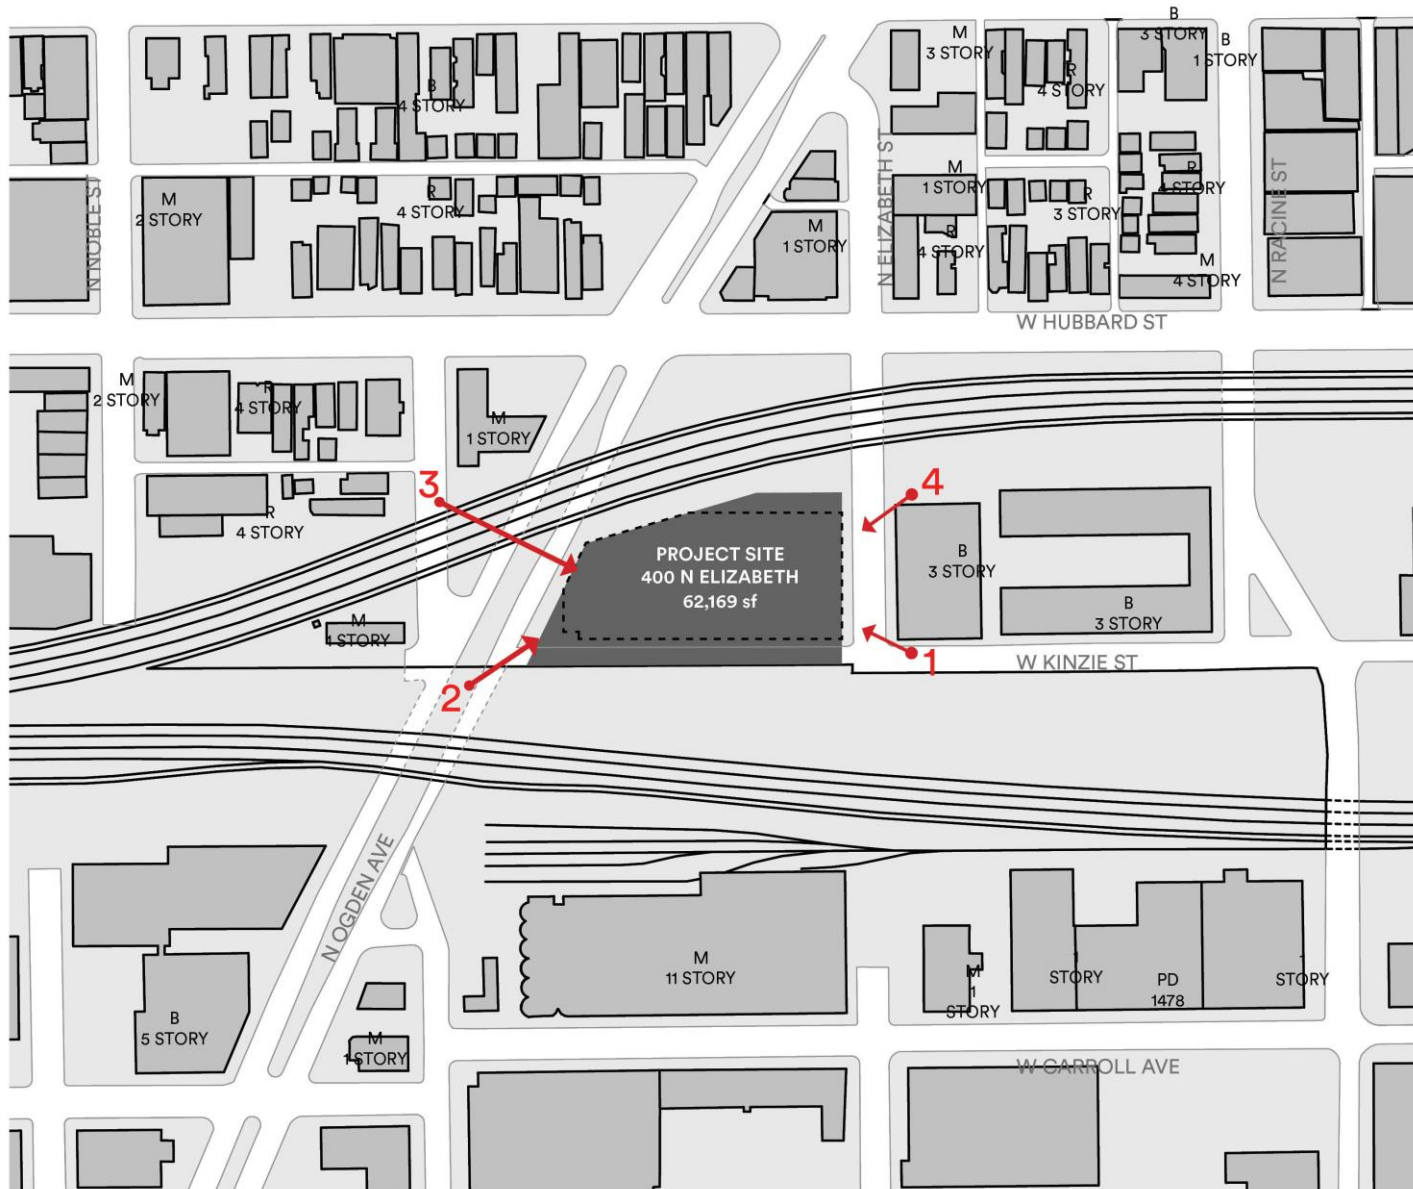 B
3 STORY
M
3 STORY
B
1 STORY
R
4 STORY
B
4 STORY
N ELIZABETH ST
M
1 STORY
R
4 STORY
N RACINE ST
N NOBLE ST
M
2 STORY
R
4 STORY
R
3 STORY
M
1 STORY
R
4 STORY
M
4 STORY
W HUBBARD ST
M
2 STORY
R
4 STORY
M
1 STORY
3
4
R
4 STORY
PROJECT SITE
400 N ELIZABETH
62,169 sf
B
3 STORY
B
3 STORY
M
1 STORY
1
W KINZIE ST
2
N OGDEN AVE
M
11 STORY
M
1
STORY
1
STORY
PD
1478
STORY
B
5 STORY
M
1 STORY
W CARROLL AVE